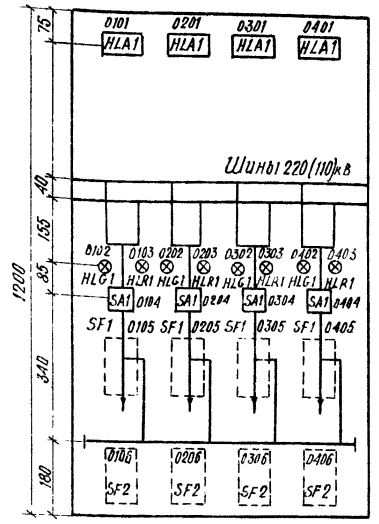 0101 0201 0301 0401
HLA1 HLA1 HLA1 HLA1
Шины 220 (110) кв
0102 0103 0202 0203 0302 0303 0402 0403
HLG1 HLR1 HLG1 HLR1 HLG1 HLR1 HLG1 HLR1
SA1 0104 SA1 0204 SA1 0304 SA1 0404
SF1 0105 SF1 0205 SF1 0305 SF1 0405
0106 0206 0306 0406
SF2 SF2 SF2 SF2
75
40
155
85
340
180
1200